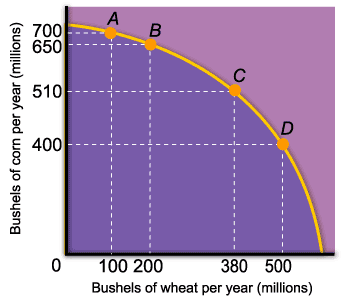 Bushels of corn per year (millions)
700
650
510
400
A
B
C
D
0
100 200 380 500
Bushels of wheat per year (millions)